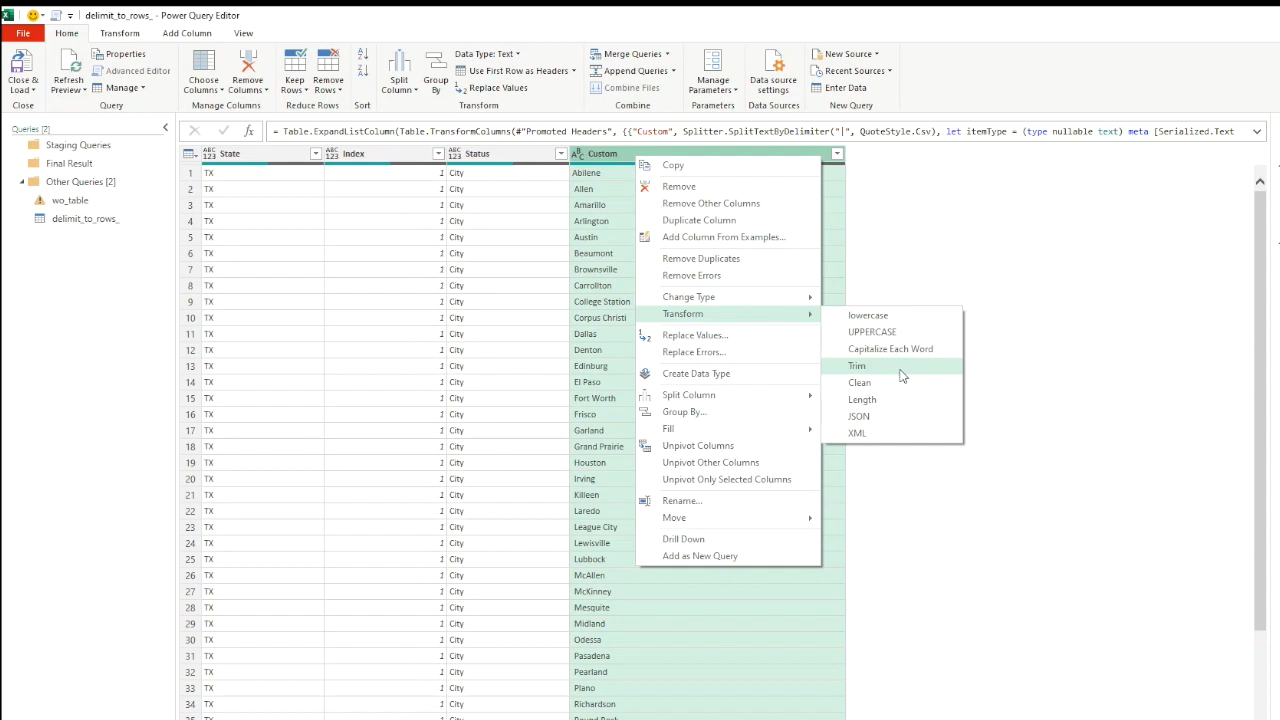 delimit_to_rows_ - Power Query Editor
File Home Transform Add Column View
Close & Load
Refresh Preview
Properties
Advanced Editor
Manage
Choose Columns
Remove Columns
Keep Rows
Remove Rows
Split Column
Group By
Data Type: Text
Use First Row as Headers
Replace Values
Merge Queries
Append Queries
Combine Files
Manage Parameters
Data source settings
New Source
Recent Sources
Enter Data
Close Query Manage Columns Reduce Rows Sort Transform Combine Parameters Data Sources New Query
Queries [2]
Staging Queries
Final Result
Other Queries [2]
wo_table
delimit_to_rows_
fx = Table.ExpandListColumn(Table.TransformColumns(#"Promoted Headers", {{"Custom", Splitter.SplitTextByDelimiter("|", QuoteStyle.Csv), let itemType = (type nullable text) meta [Serialized.Text
ABC 123 State ABC 123 Index ABC 123 Status ABC Custom
1 TX 1 City Abilene
2 TX 1 City Allen
3 TX 1 City Amarillo
4 TX 1 City Arlington
5 TX 1 City Austin
6 TX 1 City Beaumont
7 TX 1 City Brownsville
8 TX 1 City Carrollton
9 TX 1 City College Station
10 TX 1 City Corpus Christi
11 TX 1 City Dallas
12 TX 1 City Denton
13 TX 1 City Edinburg
14 TX 1 City El Paso
15 TX 1 City Fort Worth
16 TX 1 City Frisco
17 TX 1 City Garland
18 TX 1 City Grand Prairie
19 TX 1 City Houston
20 TX 1 City Irving
21 TX 1 City Killeen
22 TX 1 City Laredo
23 TX 1 City League City
24 TX 1 City Lewisville
25 TX 1 City Lubbock
26 TX 1 City McAllen
27 TX 1 City McKinney
28 TX 1 City Mesquite
29 TX 1 City Midland
30 TX 1 City Odessa
31 TX 1 City Pasadena
32 TX 1 City Pearland
33 TX 1 City Plano
34 TX 1 City Richardson
Copy
Remove
Remove Other Columns
Duplicate Column
Add Column From Examples...
Remove Duplicates
Remove Errors
Change Type
Transform
Replace Values...
Replace Errors...
Create Data Type
Split Column
Group By...
Fill
Unpivot Columns
Unpivot Other Columns
Unpivot Only Selected Columns
Rename...
Move
Drill Down
Add as New Query
lowercase
UPPERCASE
Capitalize Each Word
Trim
Clean
Length
JSON
XML